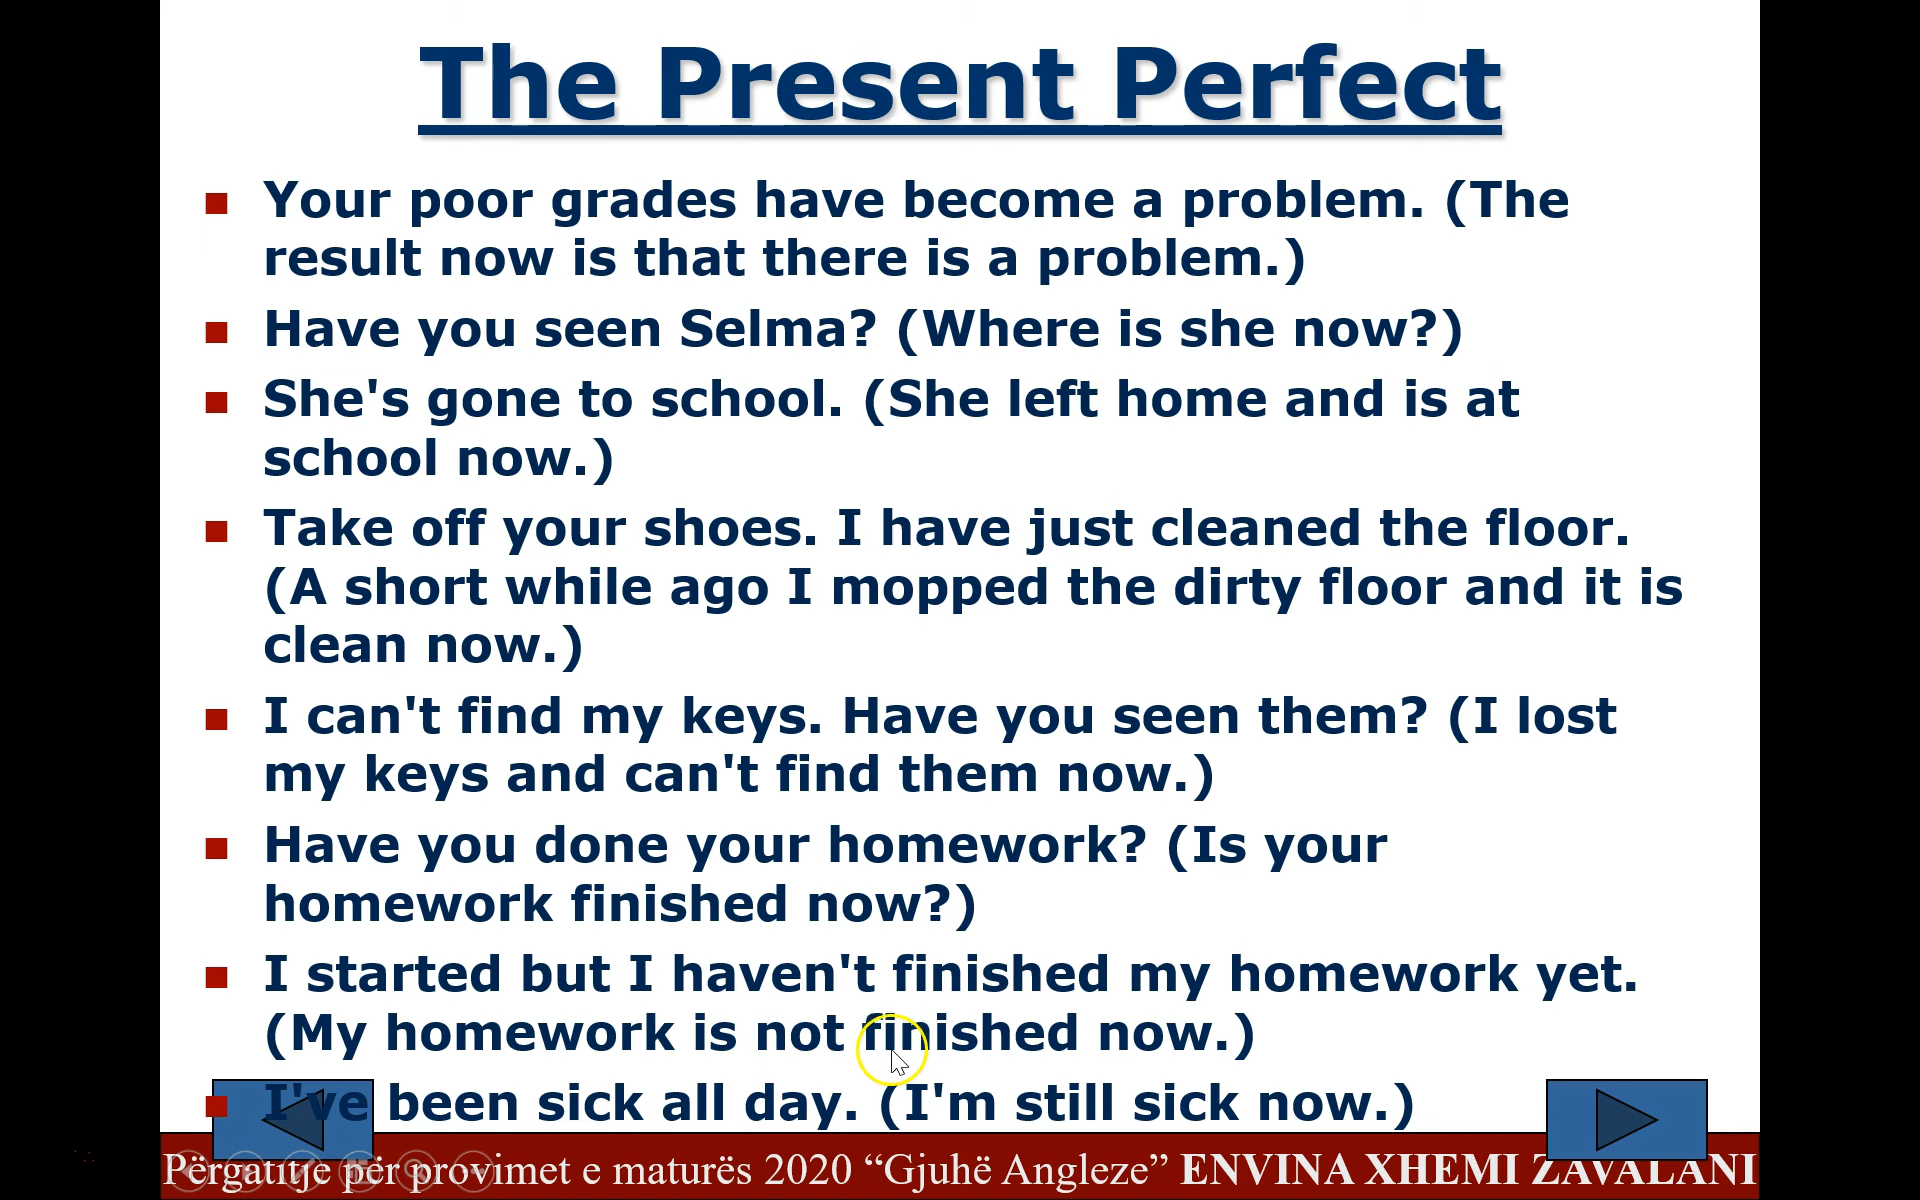 The Present Perfect
Your poor grades have become a problem. (The
result now is that there is a problem.)
Have you seen Selma? (Where is she now?)
She's gone to school. (She left home and is at
school now.)
Take off your shoes. I have just cleaned the floor.
(A short while ago I mopped the dirty floor and it is
clean now.)
I can't find my keys. Have you seen them? (I lost
my keys and can't find them now.)
Have you done your homework? (Is your
homework finished now?)
I started but I haven't finished my homework yet.
(My homework is not finished now.)
I've been sick all day. (I'm still sick now.)
Përgatitje për provimet e maturës 2020 “Gjuhë Angleze” ENVINA XHEMI ZAVALANI